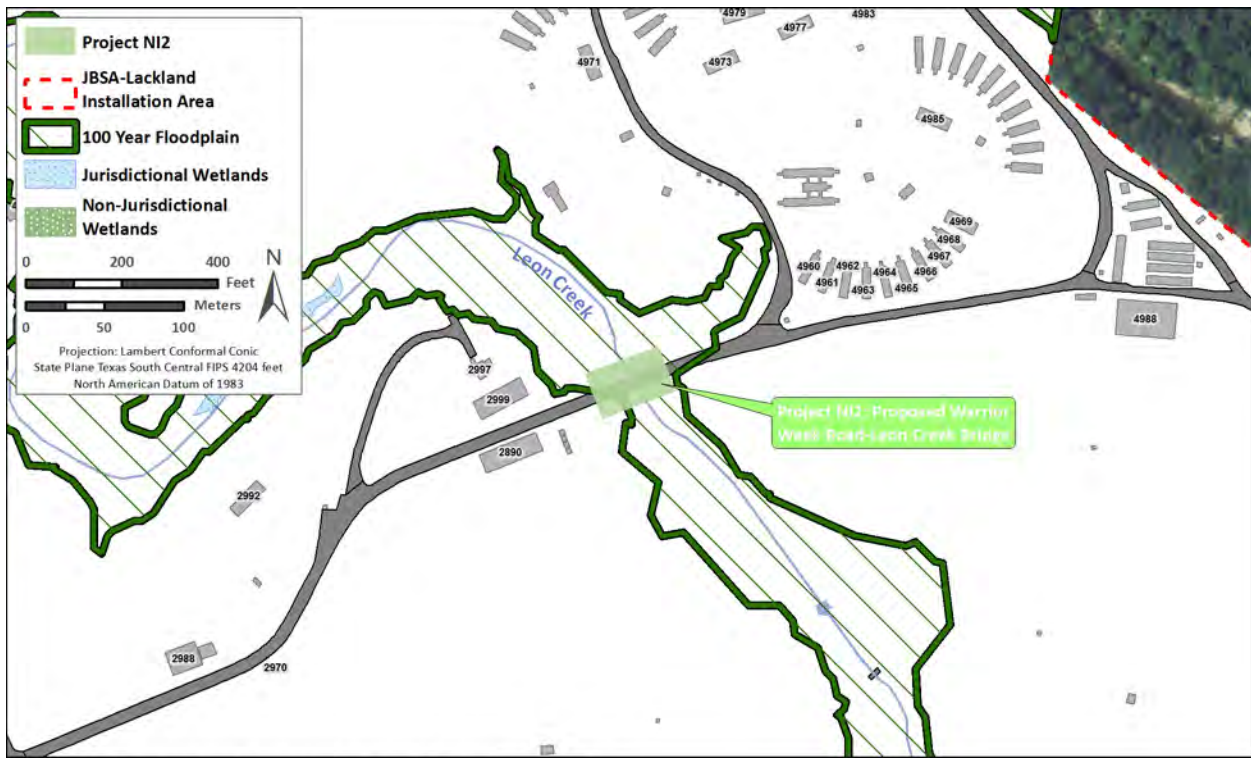 Project NI2
JBSA-Lackland
Installation Area
100 Year Floodplain
Jurisdictional Wetlands
Non-Jurisdictional
Wetlands
0 200 400
Feet
Meters
0 50 100
N
Projection: Lambert Conformal Conic
State Plane Texas South Central FIPS 4204 feet
North American Datum of 1983
4979
4977
4983
4971
4973
4985
4969
4968
4967
4966
4960
4962
4964
4961
4963
4965
4988
Leon Creek
2997
2999
2890
2992
2988
2970
Project NI2: Proposed Warrior
Week Road-Leon Creek Bridge